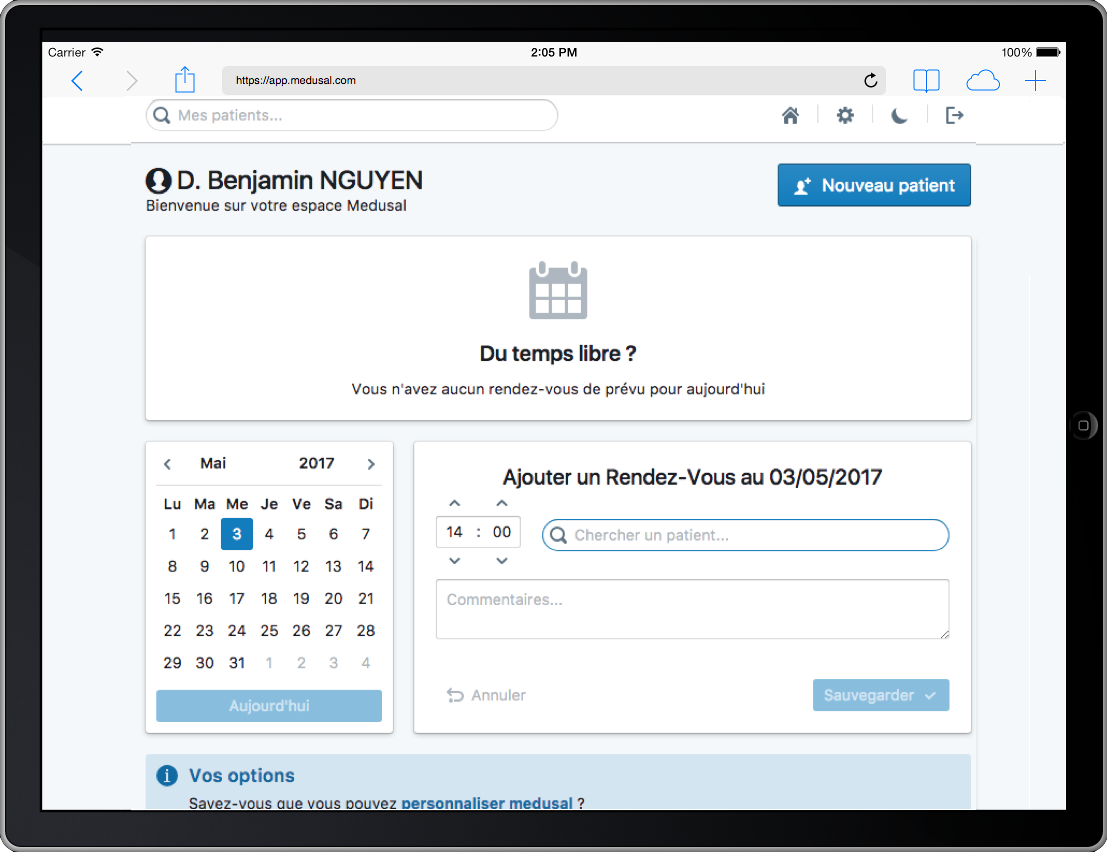 Carrier 2:05 PM 100%
https://app.medusal.com
Mes patients...
D. Benjamin NGUYEN
Bienvenue sur votre espace Medusal
Nouveau patient
Du temps libre ?
Vous n'avez aucun rendez-vous de prévu pour aujourd'hui
Mai 2017
Lu Ma Me Je Ve Sa Di
1 2 3 4 5 6 7
8 9 10 11 12 13 14
15 16 17 18 19 20 21
22 23 24 25 26 27 28
29 30 31 1 2 3 4
Aujourd'hui
Ajouter un Rendez-Vous au 03/05/2017
14 : 00
Chercher un patient...
Commentaires...
Annuler
Sauvegarder
Vos options
Savez-vous que vous pouvez personnaliser medusal ?